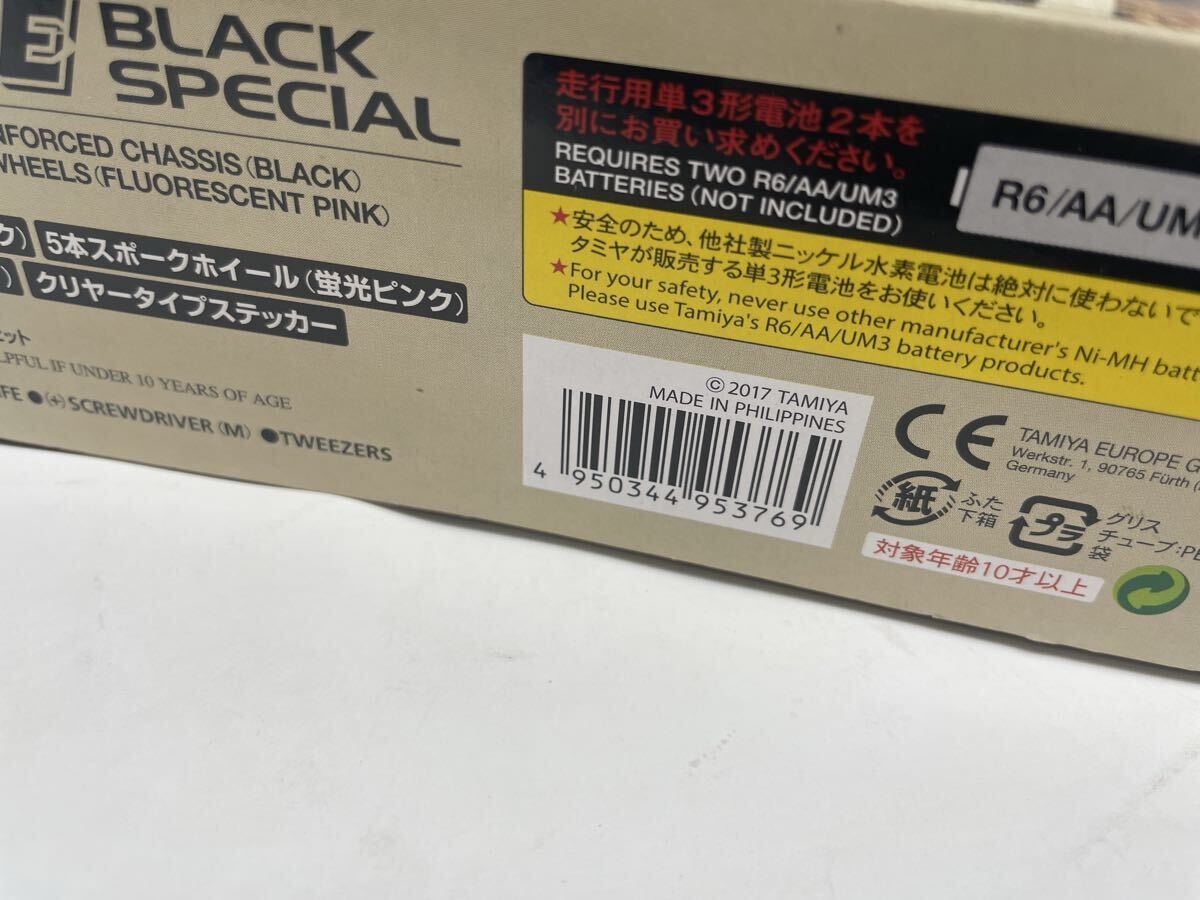 E BLACK
SPECIAL
NFORCED CHASSIS (BLACK)
WHEELS (FLUORESCENT PINK)
ク) 5本スポークホイール(蛍光ピンク)
) クリヤータイプステッカー
セット
LPFUL IF UNDER 10 YEARS OF AGE
IFE ●(+)SCREWDRIVER (M) ●TWEEZERS
走行用単3形電池2本を
別にお買い求めください。
REQUIRES TWO R6/AA/UM3
BATTERIES (NOT INCLUDED)
R6/AA/UM
★安全のため、他社製ニッケル水素電池は絶対に使わないで
タミヤが販売する単3形電池をお使いください。
★For your safety, never use other manufacturer's Ni-MH batt
Please use Tamiya's R6/AA/UM3 battery products.
© 2017 TAMIYA
MADE IN PHILIPPINES
4 950344 953769
CE
TAMIYA EUROPE G
Werkstr. 1, 90765 Fürth (
Germany
紙 ふた
下箱
プラ グリス
チューブ:PE
袋
対象年齢10才以上